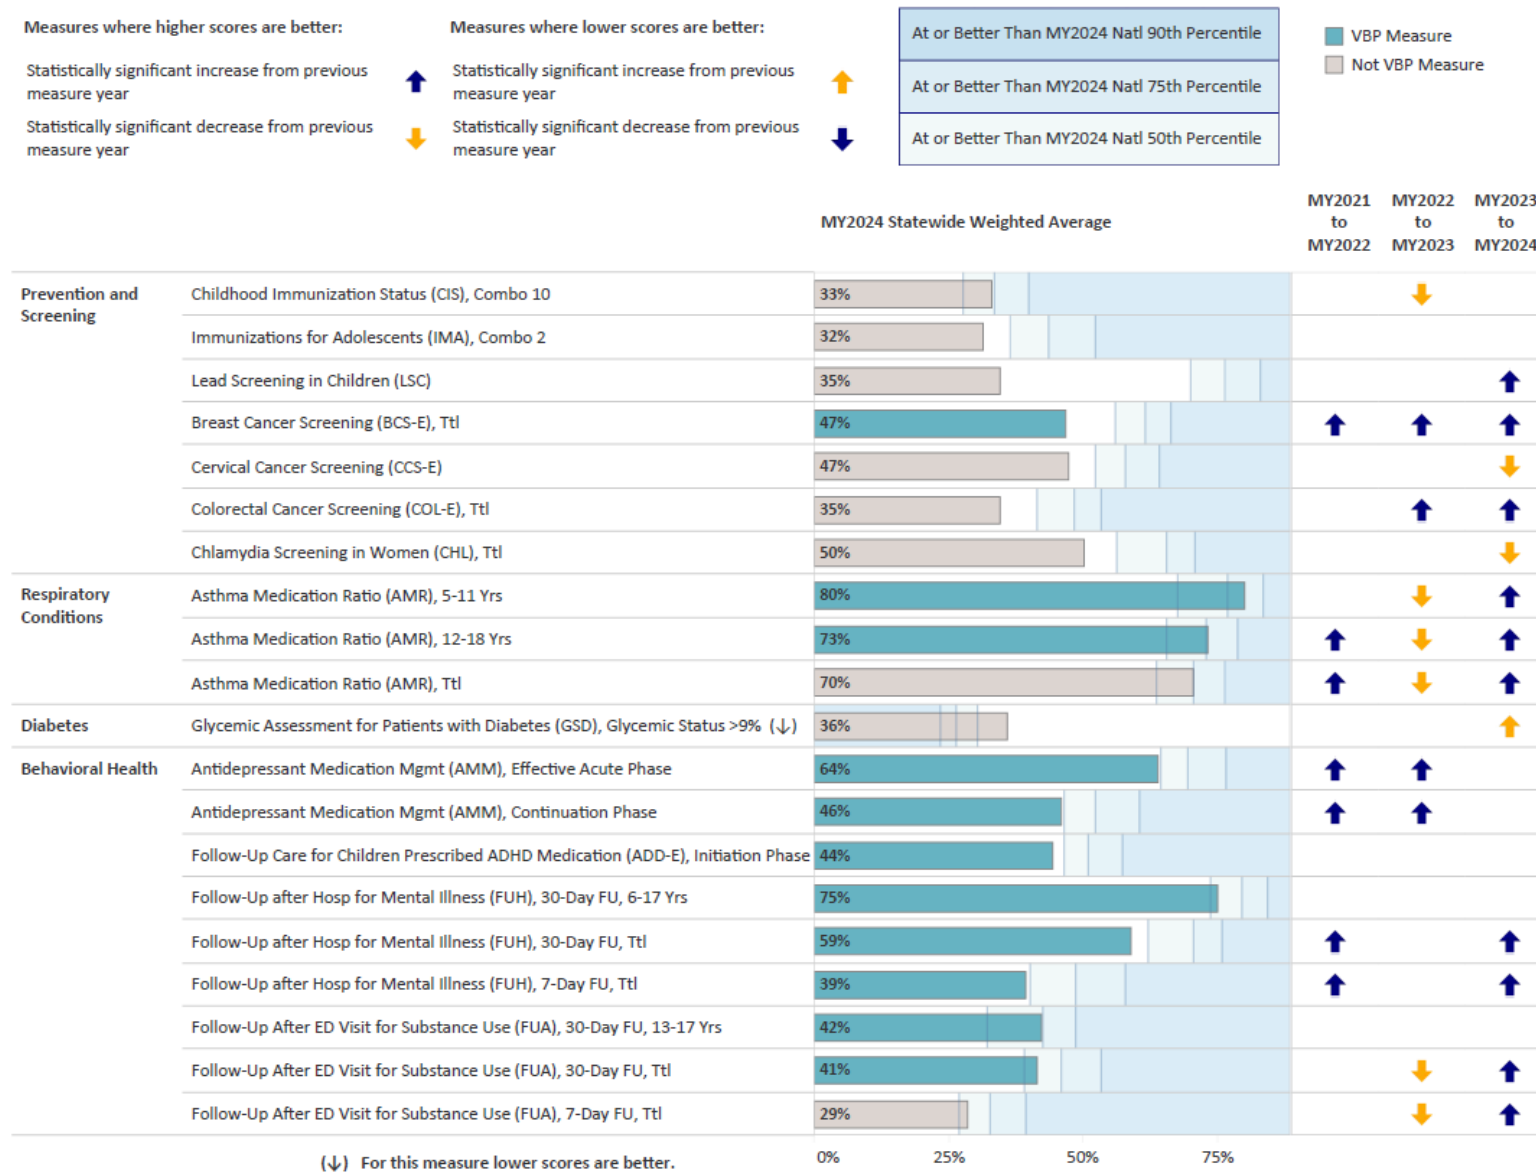 Measures where higher scores are better:
Statistically significant increase from previous
measure year
Statistically significant decrease from previous
measure year
Measures where lower scores are better:
Statistically significant increase from previous
measure year
Statistically significant decrease from previous
measure year
At or Better Than MY2024 Natl 90th Percentile
At or Better Than MY2024 Natl 75th Percentile
At or Better Than MY2024 Natl 50th Percentile
VBP Measure
Not VBP Measure
MY2024 Statewide Weighted Average
MY2021
to
MY2022
MY2022
to
MY2023
MY2023
to
MY2024
Prevention and
Screening
Childhood Immunization Status (CIS), Combo 10 33%
Immunizations for Adolescents (IMA), Combo 2 32%
Lead Screening in Children (LSC) 35%
Breast Cancer Screening (BCS-E), Ttl 47%
Cervical Cancer Screening (CCS-E) 47%
Colorectal Cancer Screening (COL-E), Ttl 35%
Chlamydia Screening in Women (CHL), Ttl 50%
Respiratory
Conditions
Asthma Medication Ratio (AMR), 5-11 Yrs 80%
Asthma Medication Ratio (AMR), 12-18 Yrs 73%
Asthma Medication Ratio (AMR), Ttl 70%
Diabetes
Glycemic Assessment for Patients with Diabetes (GSD), Glycemic Status >9% (↓) 36%
Behavioral Health
Antidepressant Medication Mgmt (AMM), Effective Acute Phase 64%
Antidepressant Medication Mgmt (AMM), Continuation Phase 46%
Follow-Up Care for Children Prescribed ADHD Medication (ADD-E), Initiation Phase 44%
Follow-Up after Hosp for Mental Illness (FUH), 30-Day FU, 6-17 Yrs 75%
Follow-Up after Hosp for Mental Illness (FUH), 30-Day FU, Ttl 59%
Follow-Up after Hosp for Mental Illness (FUH), 7-Day FU, Ttl 39%
Follow-Up After ED Visit for Substance Use (FUA), 30-Day FU, 13-17 Yrs 42%
Follow-Up After ED Visit for Substance Use (FUA), 30-Day FU, Ttl 41%
Follow-Up After ED Visit for Substance Use (FUA), 7-Day FU, Ttl 29%
0% 25% 50% 75%
(↓) For this measure lower scores are better.